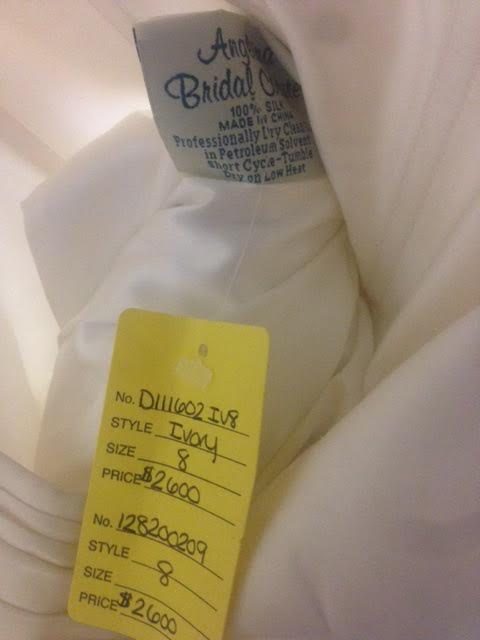 Bridal
100% SILK
MADE IN CHINA
Professionally Dry Clean
in Petroleum Solvent
Short Cycle-Tumble
Dry on Low Heat
No. D111602 IV8
STYLE Ivory
SIZE 8
PRICE $2600
No. 128200209
STYLE
SIZE 8
PRICE $2600